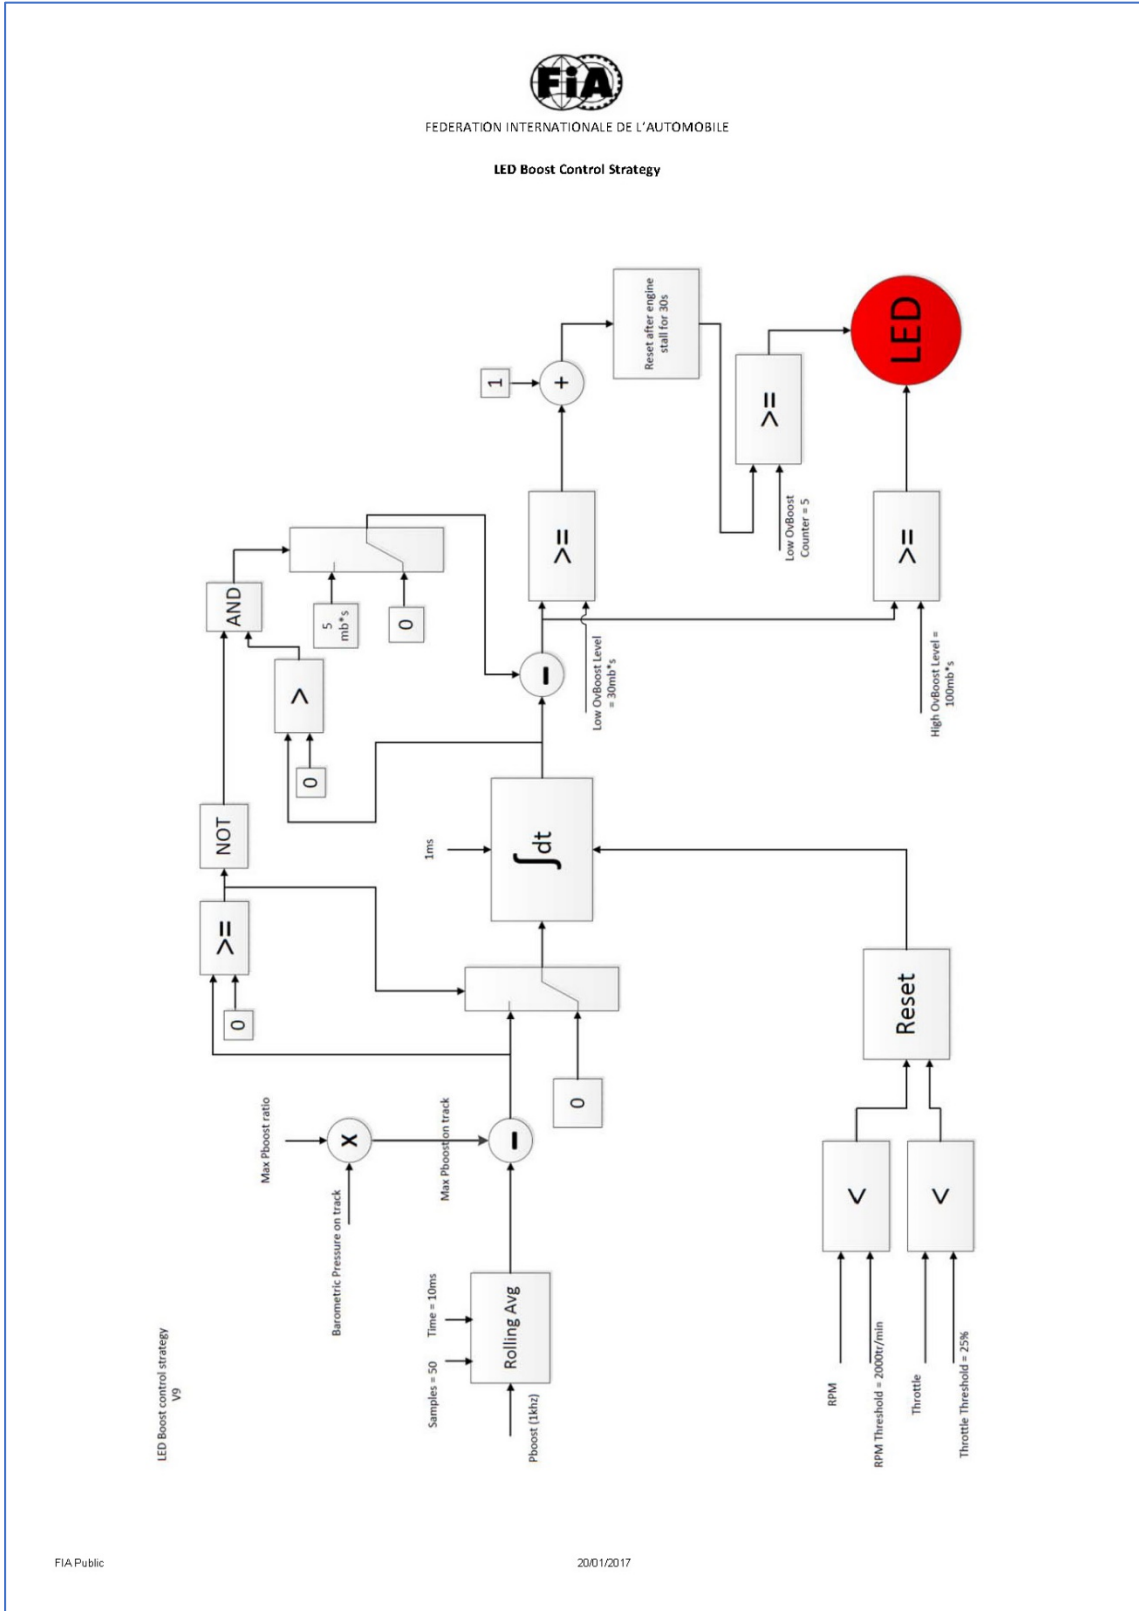 FiA
FEDERATION INTERNATIONALE DE L'AUTOMOBILE
LED Boost Control Strategy
LED Boost control strategy
V9
Pboost (1khz)
Samples = 50
Time = 10ms
Rolling Avg
Barometric Pressure on track
Max Pboost ratio
X
Max Pboost on track
-
0
>=
0
NOT
1ms
∫dt
0
>
AND
5
mb*s
0
-
Low OvBoost Level
= 30mb*s
>=
1
+
Reset after engine
stall for 30s
Low OvBoost
Counter = 5
>=
High OvBoost Level =
100mb*s
>=
LED
RPM
RPM Threshold = 2000tr/min
<
Throttle
Throttle Threshold = 25%
<
Reset
FIA Public
20/01/2017